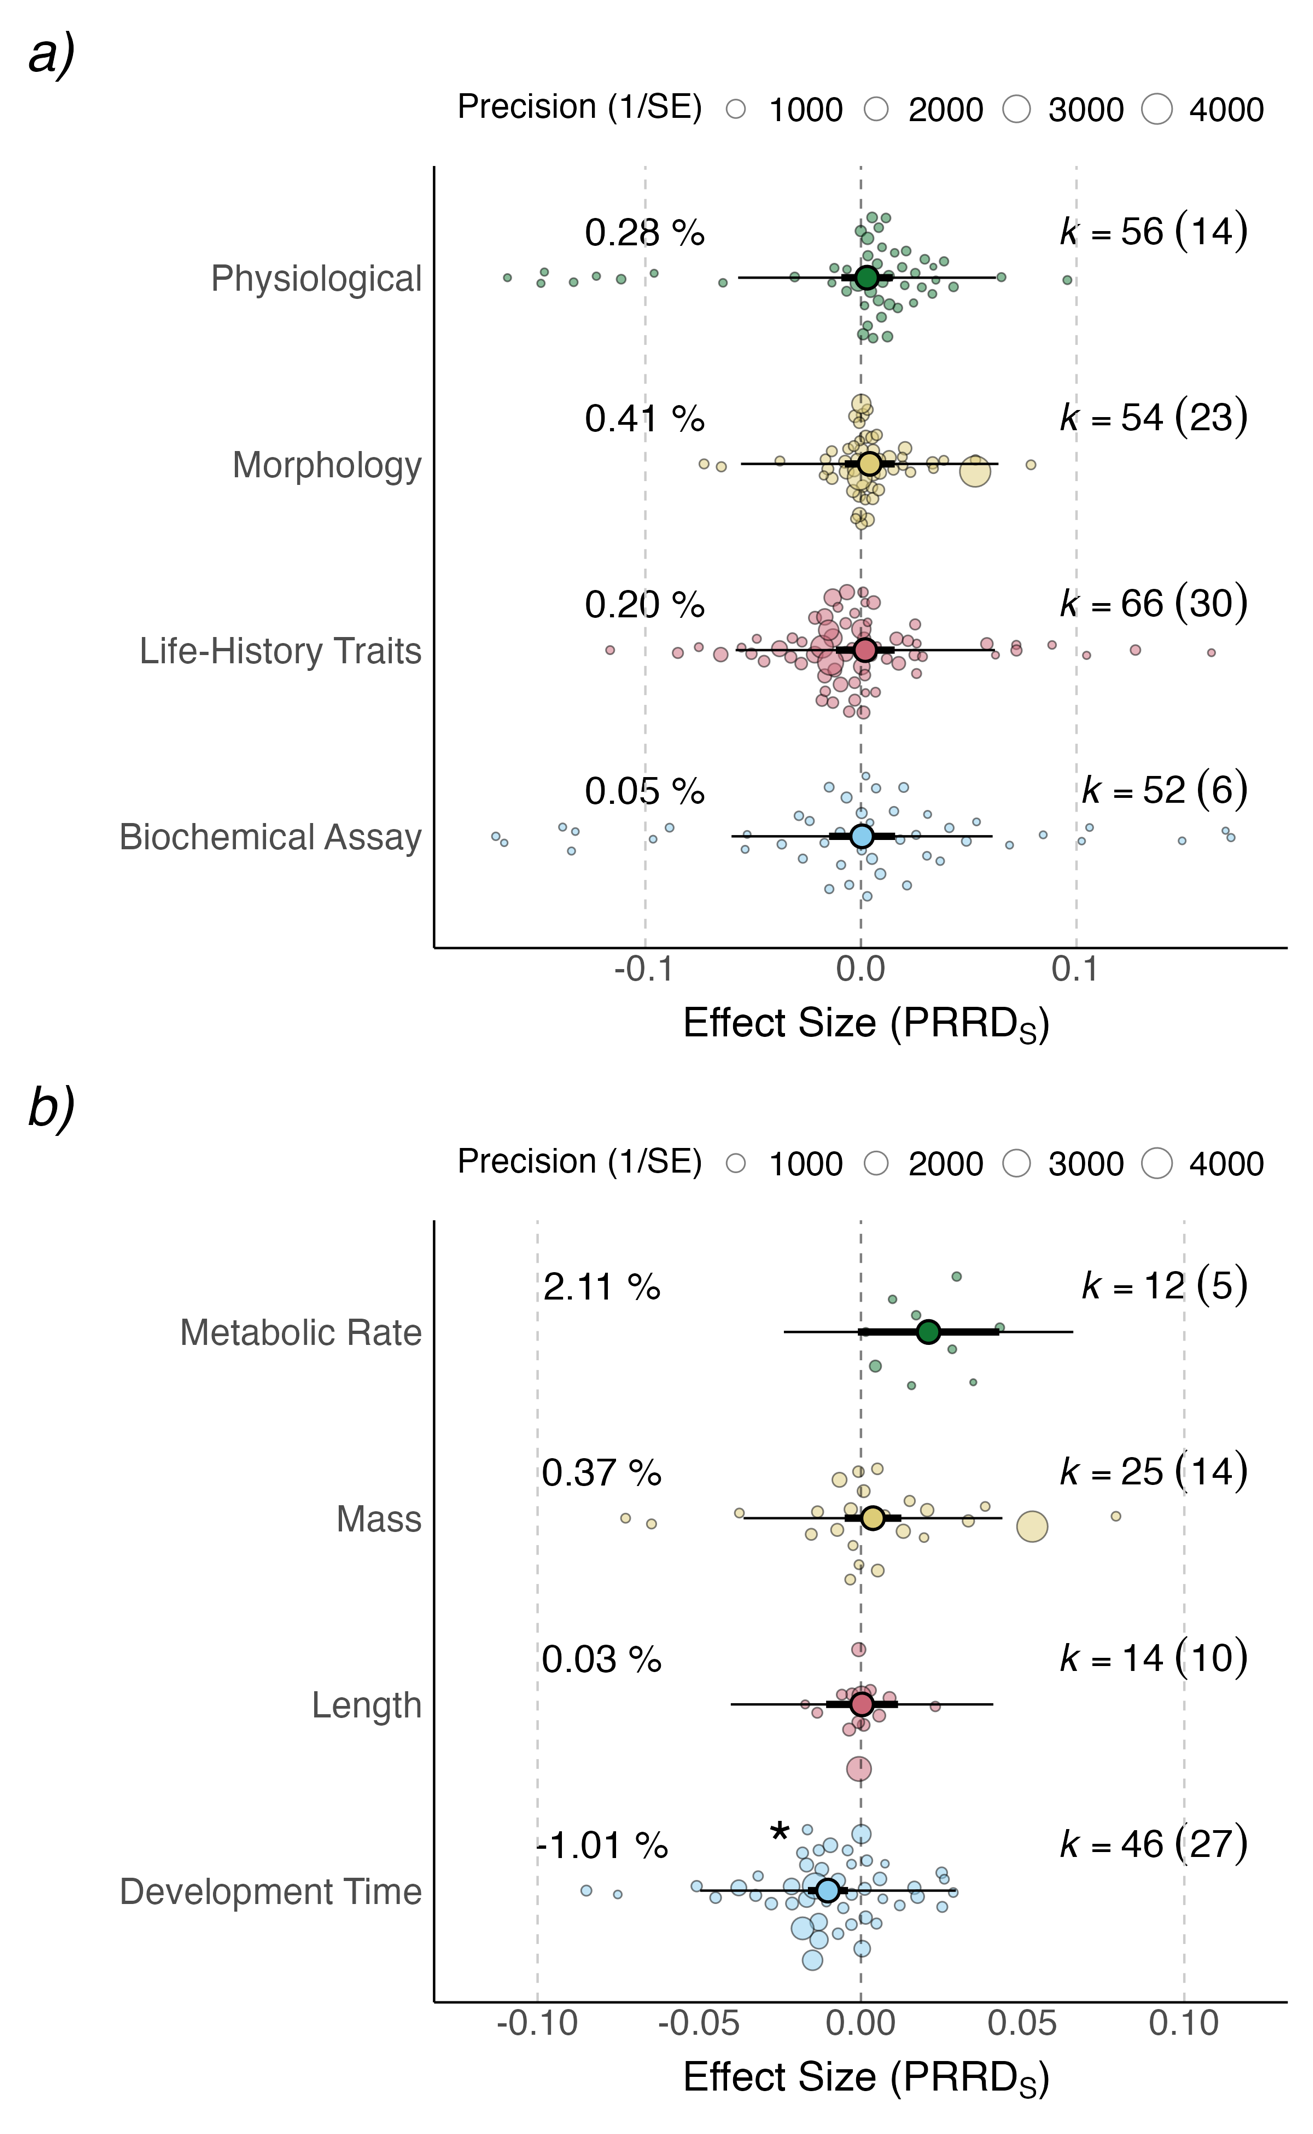 a)
Precision (1/SE) 1000 2000 3000 4000
0.28 % k = 56 (14)
Physiological
0.41 % k = 54 (23)
Morphology
0.20 % k = 66 (30)
Life-History Traits
0.05 % k = 52 (6)
Biochemical Assay
-0.1 0.0 0.1
Effect Size (PRRDS)
b)
Precision (1/SE) 1000 2000 3000 4000
2.11 % k = 12 (5)
Metabolic Rate
0.37 % k = 25 (14)
Mass
0.03 % k = 14 (10)
Length
-1.01 % * k = 46 (27)
Development Time
-0.10 -0.05 0.00 0.05 0.10
Effect Size (PRRDS)